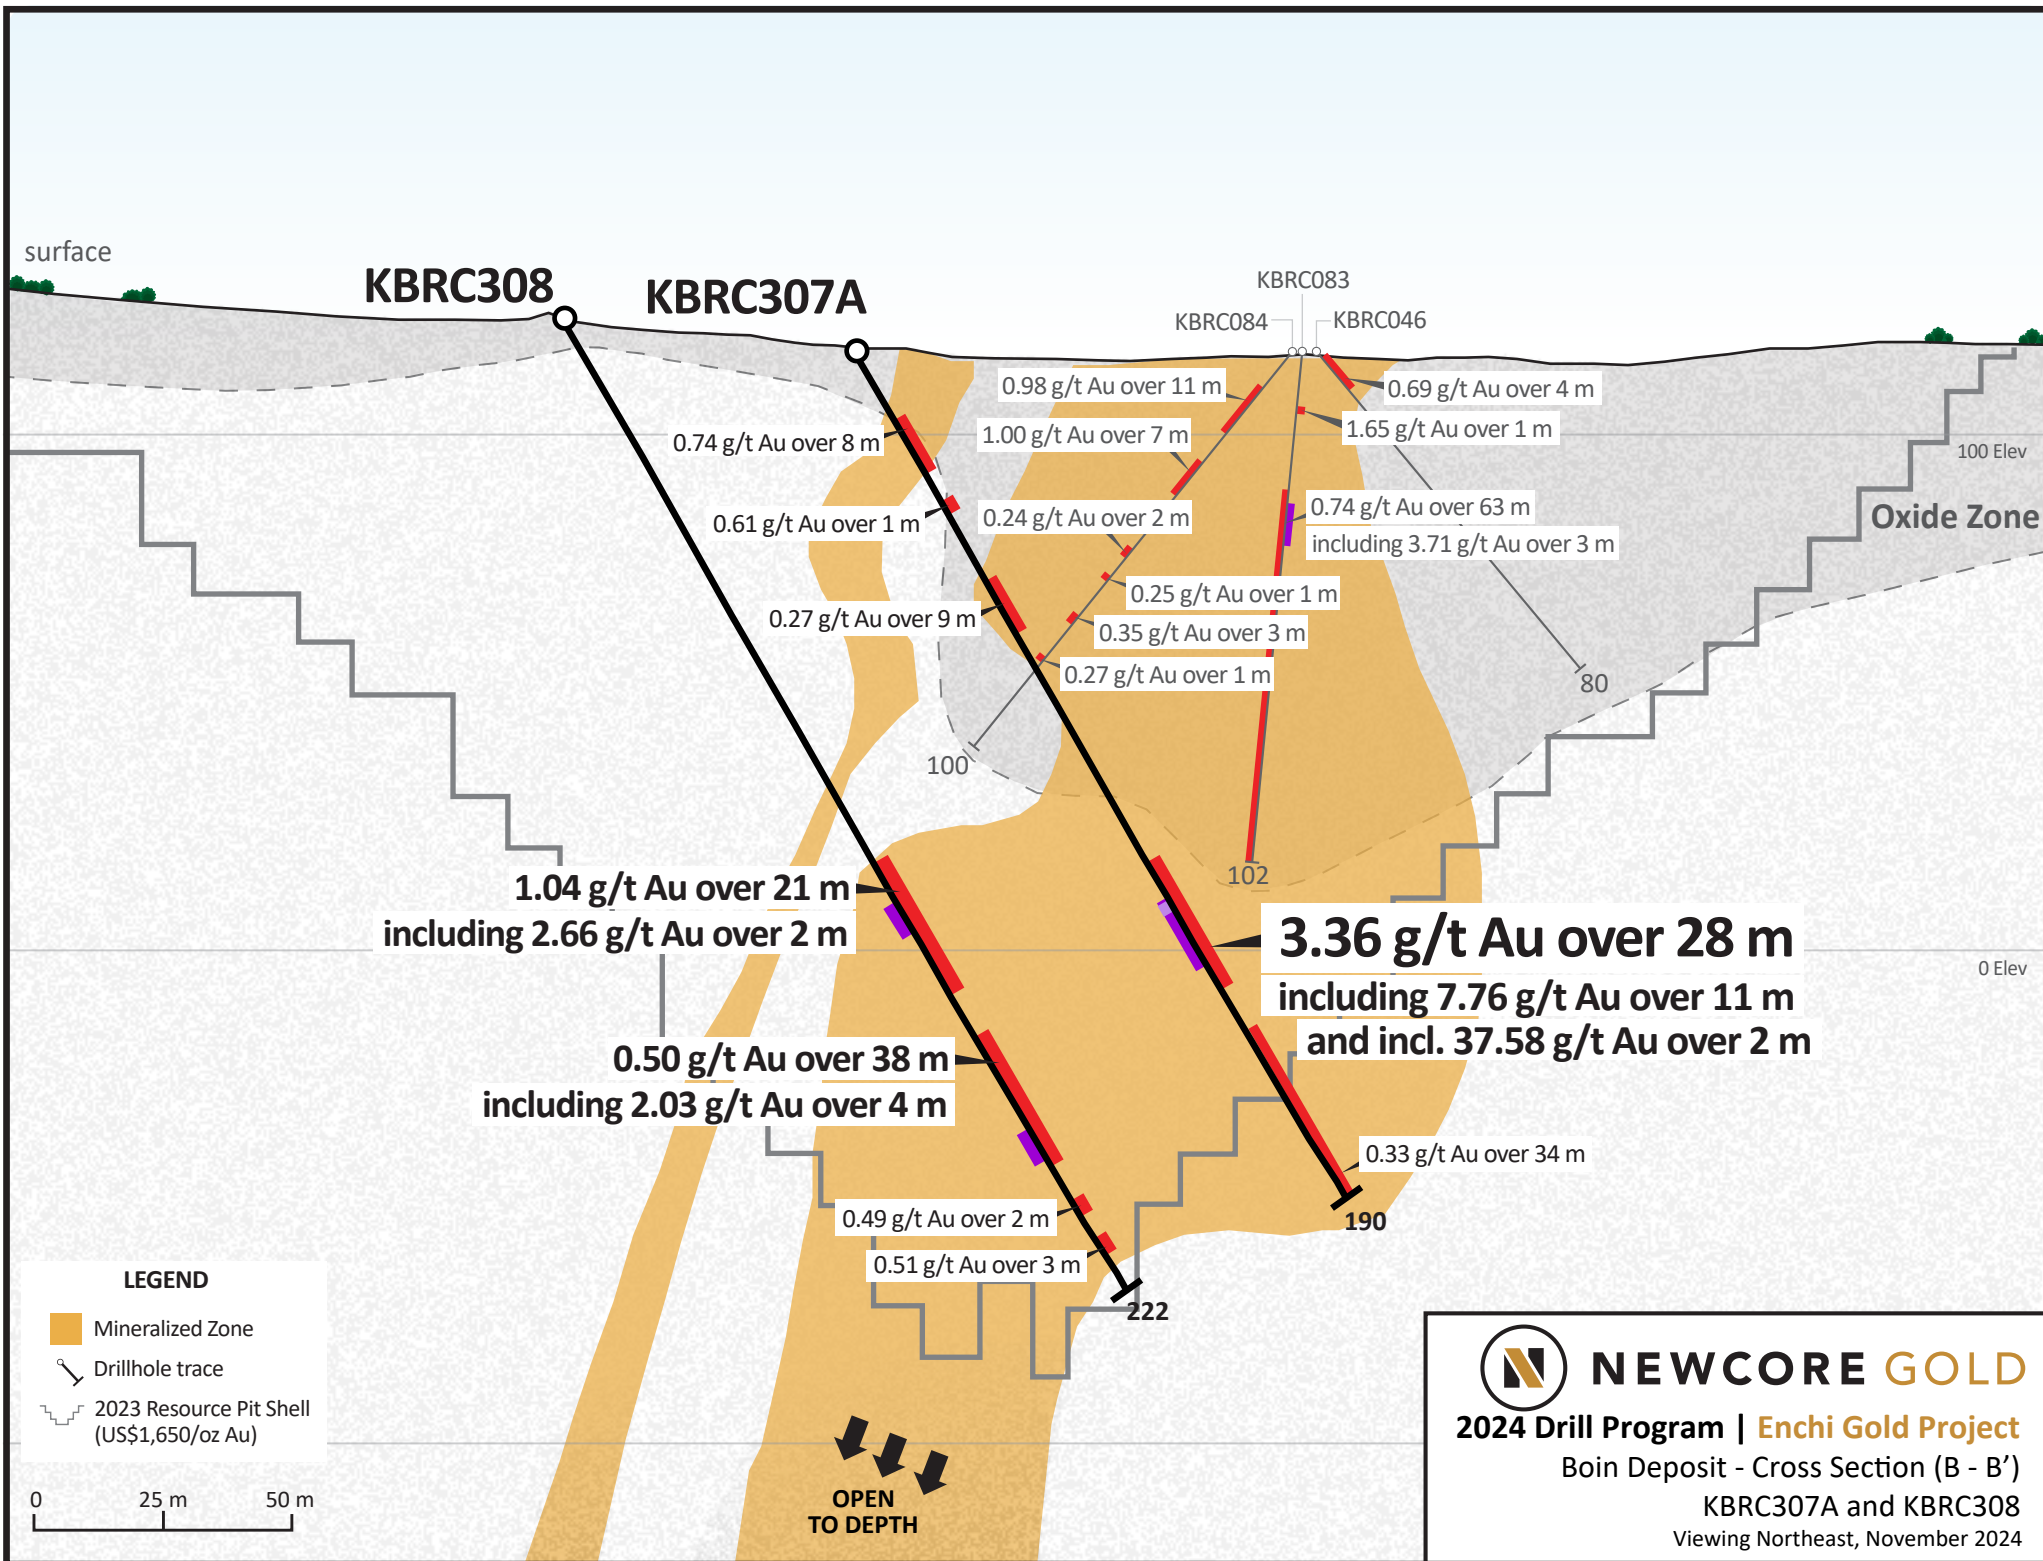 surface
KBRC308
KBRC307A
KBRC083
KBRC084
KBRC046
0.98 g/t Au over 11 m
0.69 g/t Au over 4 m
0.74 g/t Au over 8 m
1.00 g/t Au over 7 m
1.65 g/t Au over 1 m
100 Elev
0.61 g/t Au over 1 m
0.24 g/t Au over 2 m
0.74 g/t Au over 63 m
including 3.71 g/t Au over 3 m
Oxide Zone
0.25 g/t Au over 1 m
0.27 g/t Au over 9 m
0.35 g/t Au over 3 m
0.27 g/t Au over 1 m
80
100
102
1.04 g/t Au over 21 m
including 2.66 g/t Au over 2 m
3.36 g/t Au over 28 m
including 7.76 g/t Au over 11 m
and incl. 37.58 g/t Au over 2 m
0 Elev
0.50 g/t Au over 38 m
including 2.03 g/t Au over 4 m
0.33 g/t Au over 34 m
190
0.49 g/t Au over 2 m
0.51 g/t Au over 3 m
222
LEGEND
Mineralized Zone
Drillhole trace
2023 Resource Pit Shell
(US$1,650/oz Au)
0 25 m 50 m
OPEN
TO DEPTH
N NEWCORE GOLD
2024 Drill Program | Enchi Gold Project
Boin Deposit - Cross Section (B - B’)
KBRC307A and KBRC308
Viewing Northeast, November 2024